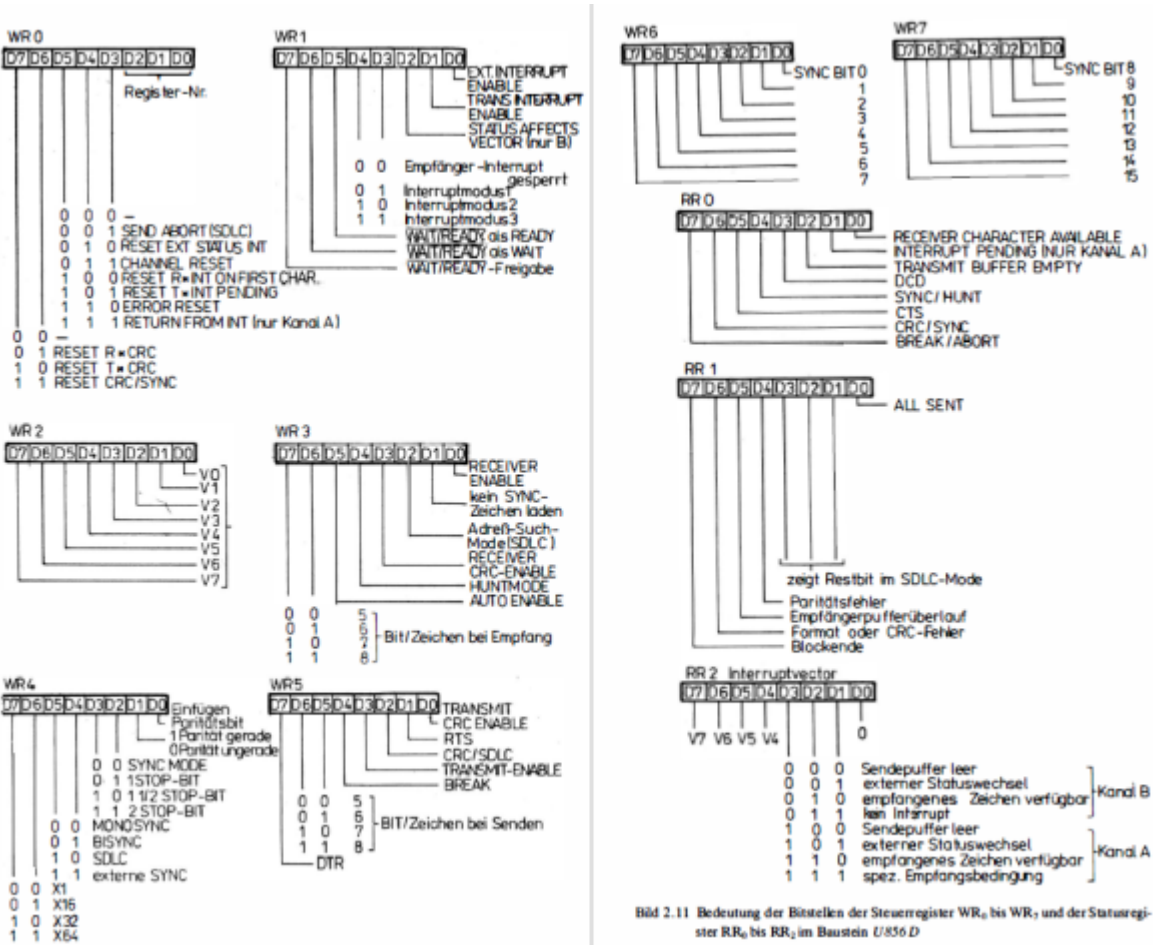 WR0
D7 D6 D5 D4 D3 D2 D1 D0
Register-Nr.
0 0 0 –
0 0 1 SEND ABORT (SDLC)
0 1 0 RESET EXT STATUS INT
0 1 1 CHANNEL RESET
1 0 0 RESET R×INT ON FIRST CHAR.
1 0 1 RESET T×INT PENDING
1 1 0 ERROR RESET
1 1 1 RETURN FROM INT (nur Kanal A)
0 0 –
0 1 RESET R×CRC
1 0 RESET T×CRC
1 1 RESET CRC/SYNC
WR1
D7 D6 D5 D4 D3 D2 D1 D0
EXT. INTERRUPT
ENABLE
TRANS INTERRUPT
ENABLE
STATUS AFFECTS
VECTOR (nur B)
0 0 Empfänger-Interrupt
gesperrt
0 1 Interruptmodus1
1 0 Interruptmodus2
1 1 Interruptmodus3
WAIT/READY als READY
WAIT/READY als WAIT
WAIT/READY-Freigabe
WR2
D7 D6 D5 D4 D3 D2 D1 D0
V0
V1
V2
V3
V4
V5
V6
V7
WR3
D7 D6 D5 D4 D3 D2 D1 D0
RECEIVER
ENABLE
kein SYNC-
Zeichen laden
Adreß-Such-
Mode (SDLC)
RECEIVER
CRC-ENABLE
HUNTMODE
AUTO ENABLE
0 0 5
0 1 6
1 0 7
1 1 8
Bit/Zeichen bei Empfang
WR4
D7 D6 D5 D4 D3 D2 D1 D0
Einfügen
Paritätsbit
1 Parität gerade
0 Parität ungerade
0 0 SYNC MODE
0 1 1 STOP-BIT
1 0 1 1/2 STOP-BIT
1 1 2 STOP-BIT
0 0 MONOSYNC
0 1 BISYNC
1 0 SDLC
1 1 externe SYNC
0 0 X1
0 1 X16
1 0 X32
1 1 X64
WR5
D7 D6 D5 D4 D3 D2 D1 D0
TRANSMIT
CRC ENABLE
RTS
CRC/SDLC
TRANSMIT-ENABLE
BREAK
0 0 5
0 1 6
1 0 7
1 1 8
BIT/Zeichen bei Senden
DTR
WR6
D7 D6 D5 D4 D3 D2 D1 D0
SYNC BIT 0
1
2
3
4
5
6
7
WR7
D7 D6 D5 D4 D3 D2 D1 D0
SYNC BIT 8
9
10
11
12
13
14
15
RR0
D7 D6 D5 D4 D3 D2 D1 D0
RECEIVER CHARACTER AVAILABLE
INTERRUPT PENDING (NUR KANAL A)
TRANSMIT BUFFER EMPTY
DCD
SYNC/HUNT
CTS
CRC/SYNC
BREAK/ABORT
RR 1
D7 D6 D5 D4 D3 D2 D1 D0
ALL SENT
zeigt Restbit im SDLC-Mode
Paritätsfehler
Empfängerpufferüberlauf
Format oder CRC-Fehler
Blockende
RR2 Interruptvector
D7 D6 D5 D4 D3 D2 D1 D0
V7 V6 V5 V4 0
0 0 0 Sendepuffer leer
0 0 1 externer Statuswechsel
0 1 0 empfangenes Zeichen verfügbar
0 1 1 kein Interrupt
Kanal B
1 0 0 Sendepuffer leer
1 0 1 externer Statuswechsel
1 1 0 empfangenes Zeichen verfügbar
1 1 1 spez. Empfangsbedingung
Kanal A
Bild 2.11 Bedeutung der Bitstellen der Steuerregister WR₀ bis WR₇ und der Statusregi-
ster RR₀ bis RR₂ im Baustein U 856 D